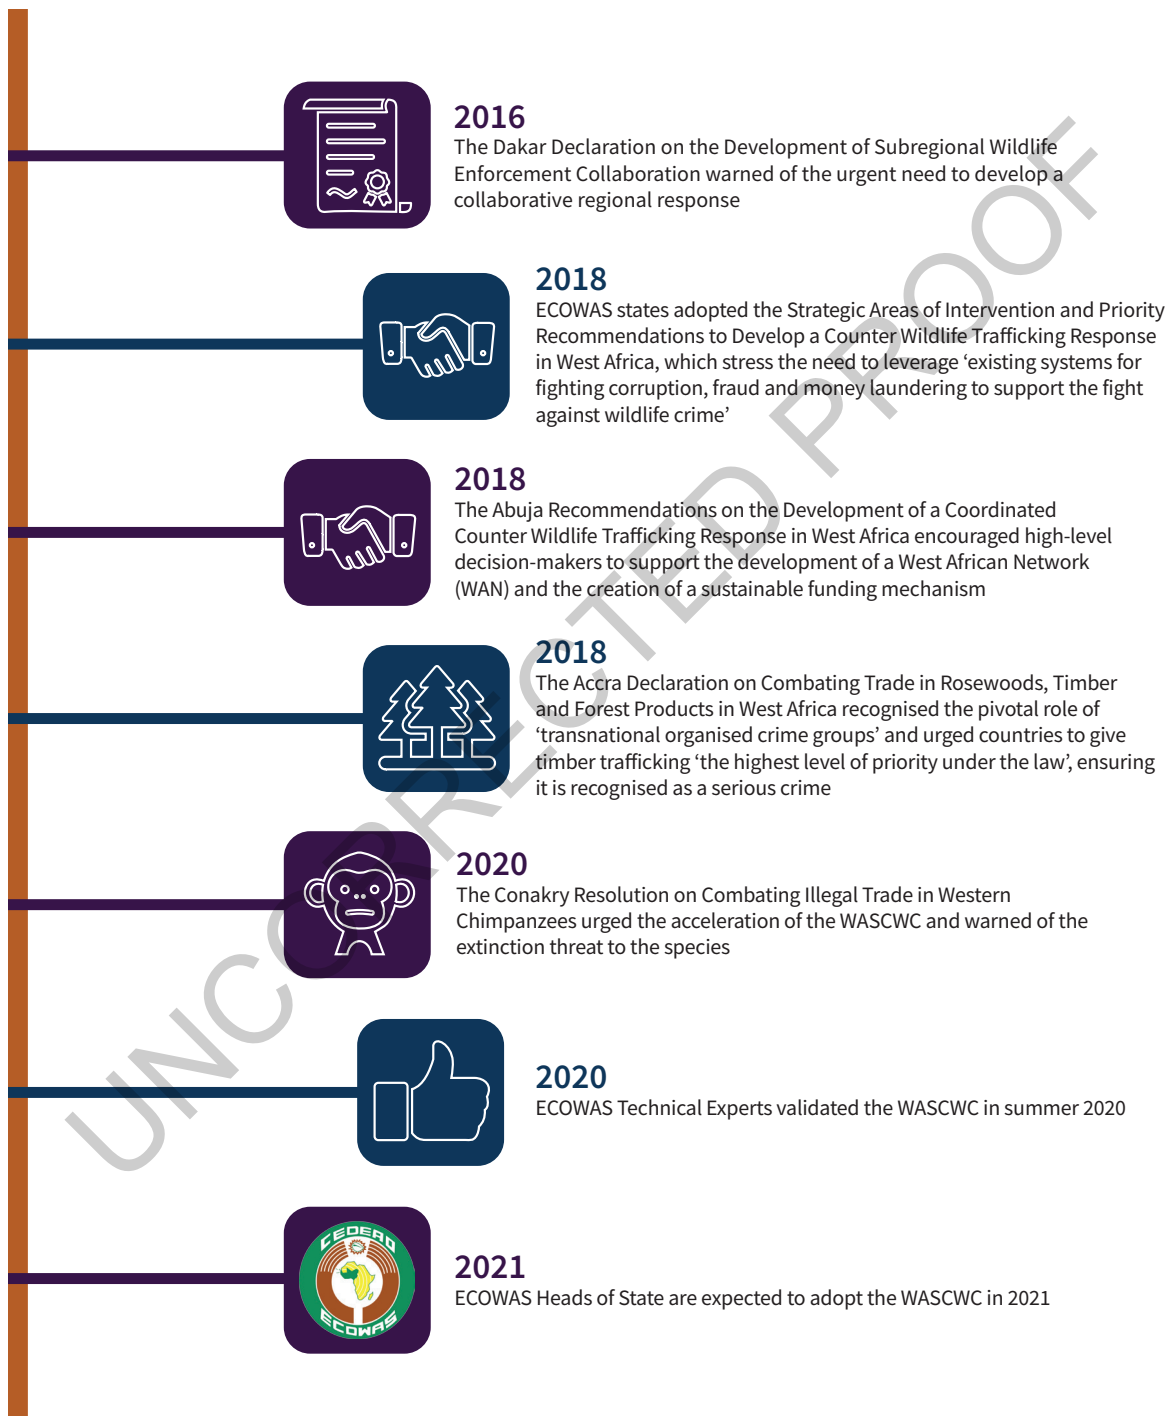 2016
The Dakar Declaration on the Development of Subregional Wildlife
Enforcement Collaboration warned of the urgent need to develop a
collaborative regional response
2018
ECOWAS states adopted the Strategic Areas of Intervention and Priority
Recommendations to Develop a Counter Wildlife Trafficking Response
in West Africa, which stress the need to leverage ‘existing systems for
fighting corruption, fraud and money laundering to support the fight
against wildlife crime’
2018
The Abuja Recommendations on the Development of a Coordinated
Counter Wildlife Trafficking Response in West Africa encouraged high-level
decision-makers to support the development of a West African Network
(WAN) and the creation of a sustainable funding mechanism
2018
The Accra Declaration on Combating Trade in Rosewoods, Timber
and Forest Products in West Africa recognised the pivotal role of
‘transnational organised crime groups’ and urged countries to give
timber trafficking ‘the highest level of priority under the law’, ensuring
it is recognised as a serious crime
2020
The Conakry Resolution on Combating Illegal Trade in Western
Chimpanzees urged the acceleration of the WASCWC and warned of the
extinction threat to the species
2020
ECOWAS Technical Experts validated the WASCWC in summer 2020
CEDEAO
ECOWAS
2021
ECOWAS Heads of State are expected to adopt the WASCWC in 2021
UNCORRECTED PROOF